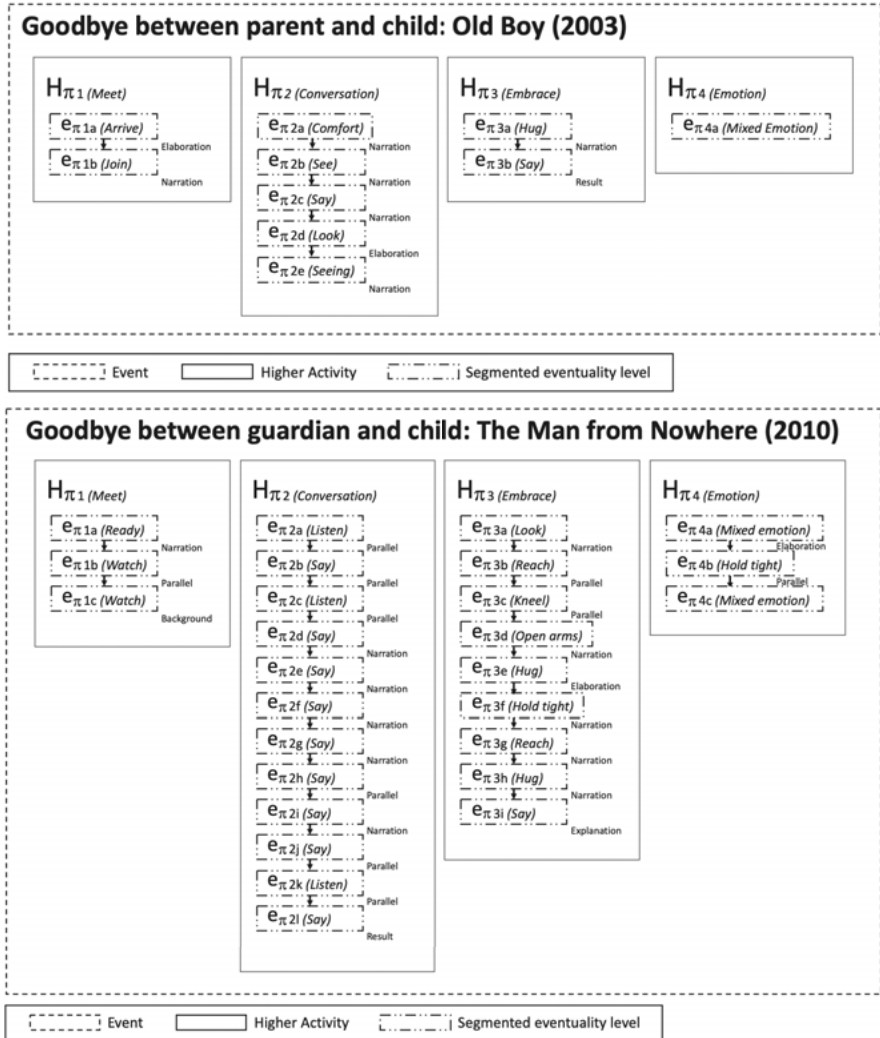 Goodbye between parent and child: Old Boy (2003)
Hπ1 (Meet)
eπ1a (Arrive)
Elaboration
eπ1b (Join)
Narration
Hπ2 (Conversation)
eπ2a (Comfort)
Narration
eπ2b (See)
Narration
eπ2c (Say)
Narration
eπ2d (Look)
Elaboration
eπ2e (Seeing)
Narration
Hπ3 (Embrace)
eπ3a (Hug)
Narration
eπ3b (Say)
Result
Hπ4 (Emotion)
eπ4a (Mixed Emotion)
Event
Higher Activity
Segmented eventuality level
Goodbye between guardian and child: The Man from Nowhere (2010)
Hπ1 (Meet)
eπ1a (Ready)
Narration
eπ1b (Watch)
Parallel
eπ1c (Watch)
Background
Hπ2 (Conversation)
eπ2a (Listen)
Parallel
eπ2b (Say)
Parallel
eπ2c (Listen)
Parallel
eπ2d (Say)
Narration
eπ2e (Say)
Narration
eπ2f (Say)
Narration
eπ2g (Say)
Narration
eπ2h (Say)
Parallel
eπ2i (Say)
Narration
eπ2j (Say)
Parallel
eπ2k (Listen)
Parallel
eπ2l (Say)
Result
Hπ3 (Embrace)
eπ3a (Look)
Narration
eπ3b (Reach)
Parallel
eπ3c (Kneel)
Parallel
eπ3d (Open arms)
Narration
eπ3e (Hug)
Elaboration
eπ3f (Hold tight)
Narration
eπ3g (Reach)
Narration
eπ3h (Hug)
Narration
eπ3i (Say)
Explanation
Hπ4 (Emotion)
eπ4a (Mixed emotion)
Elaboration
eπ4b (Hold tight)
Parallel
eπ4c (Mixed emotion)
Event
Higher Activity
Segmented eventuality level